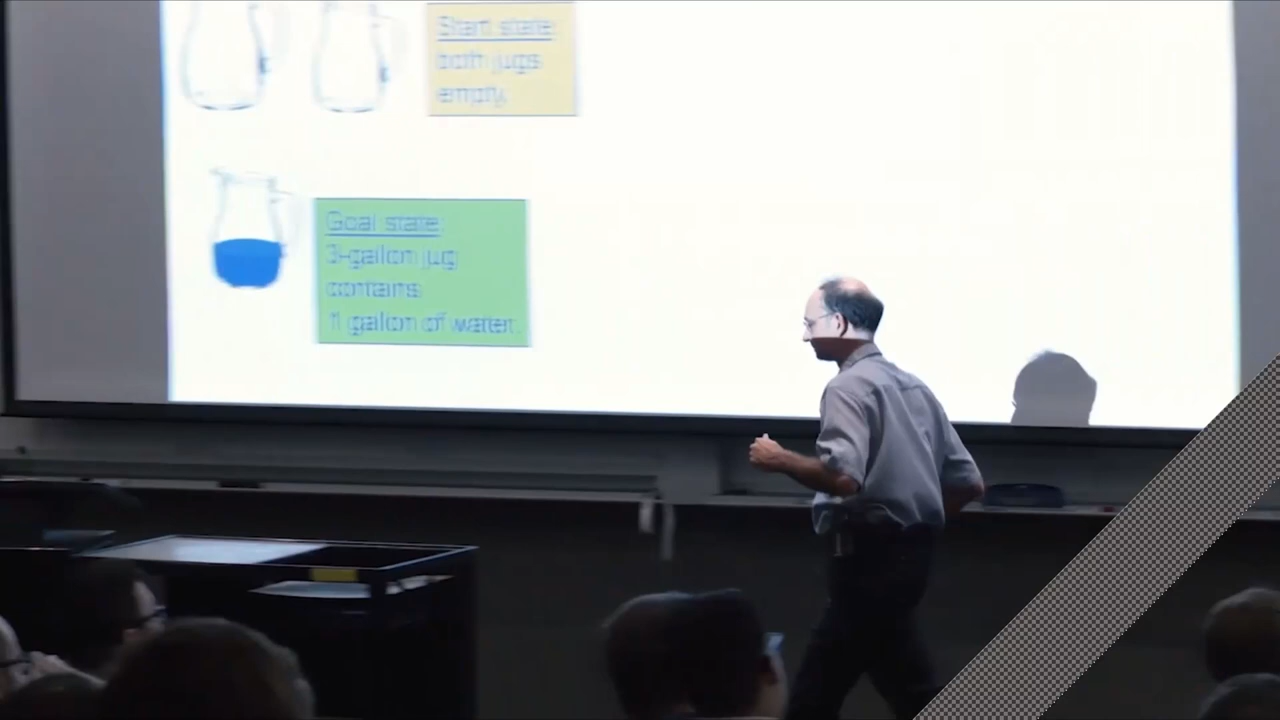 Start state:
both jugs
empty.
Goal state:
3-gallon jug
contains
1 gallon of water.